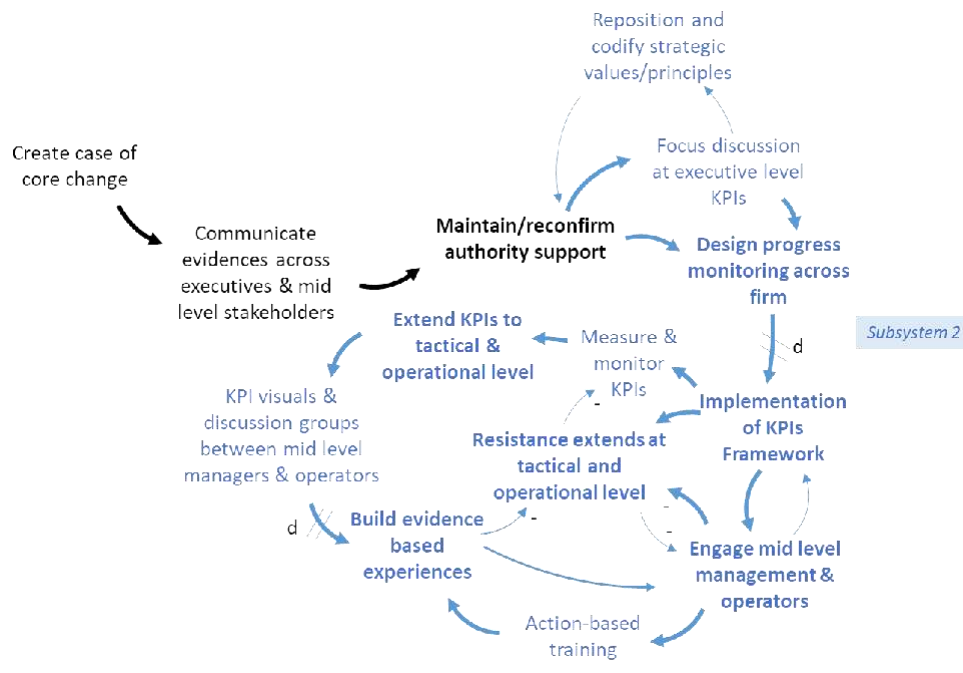 Reposition and
codify strategic
values/principles
Create case of
core change
Focus discussion
at executive level
KPIs
Communicate
evidences across
executives & mid
level stakeholders
Maintain/reconfirm
authority support
Design progress
monitoring across
firm
Extend KPIs to
tactical &
operational level
Measure &
monitor
KPIs
d
Subsystem 2
KPI visuals &
discussion groups
between mid level
managers & operators
-
Implementation
of KPIs
Framework
Resistance extends at
tactical and
operational level
d
Build evidence
based
experiences
-
-
-
Engage mid level
management &
operators
Action-based
training